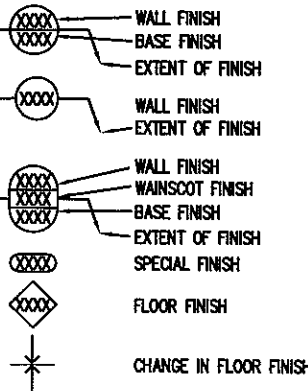 XXXX
XXXX
WALL FINISH
BASE FINISH
EXTENT OF FINISH
XXXX
WALL FINISH
EXTENT OF FINISH
XXXX
XXXX
XXXX
WALL FINISH
WAINSCOT FINISH
BASE FINISH
EXTENT OF FINISH
XXXX
SPECIAL FINISH
XXXX
FLOOR FINISH
CHANGE IN FLOOR FINISH